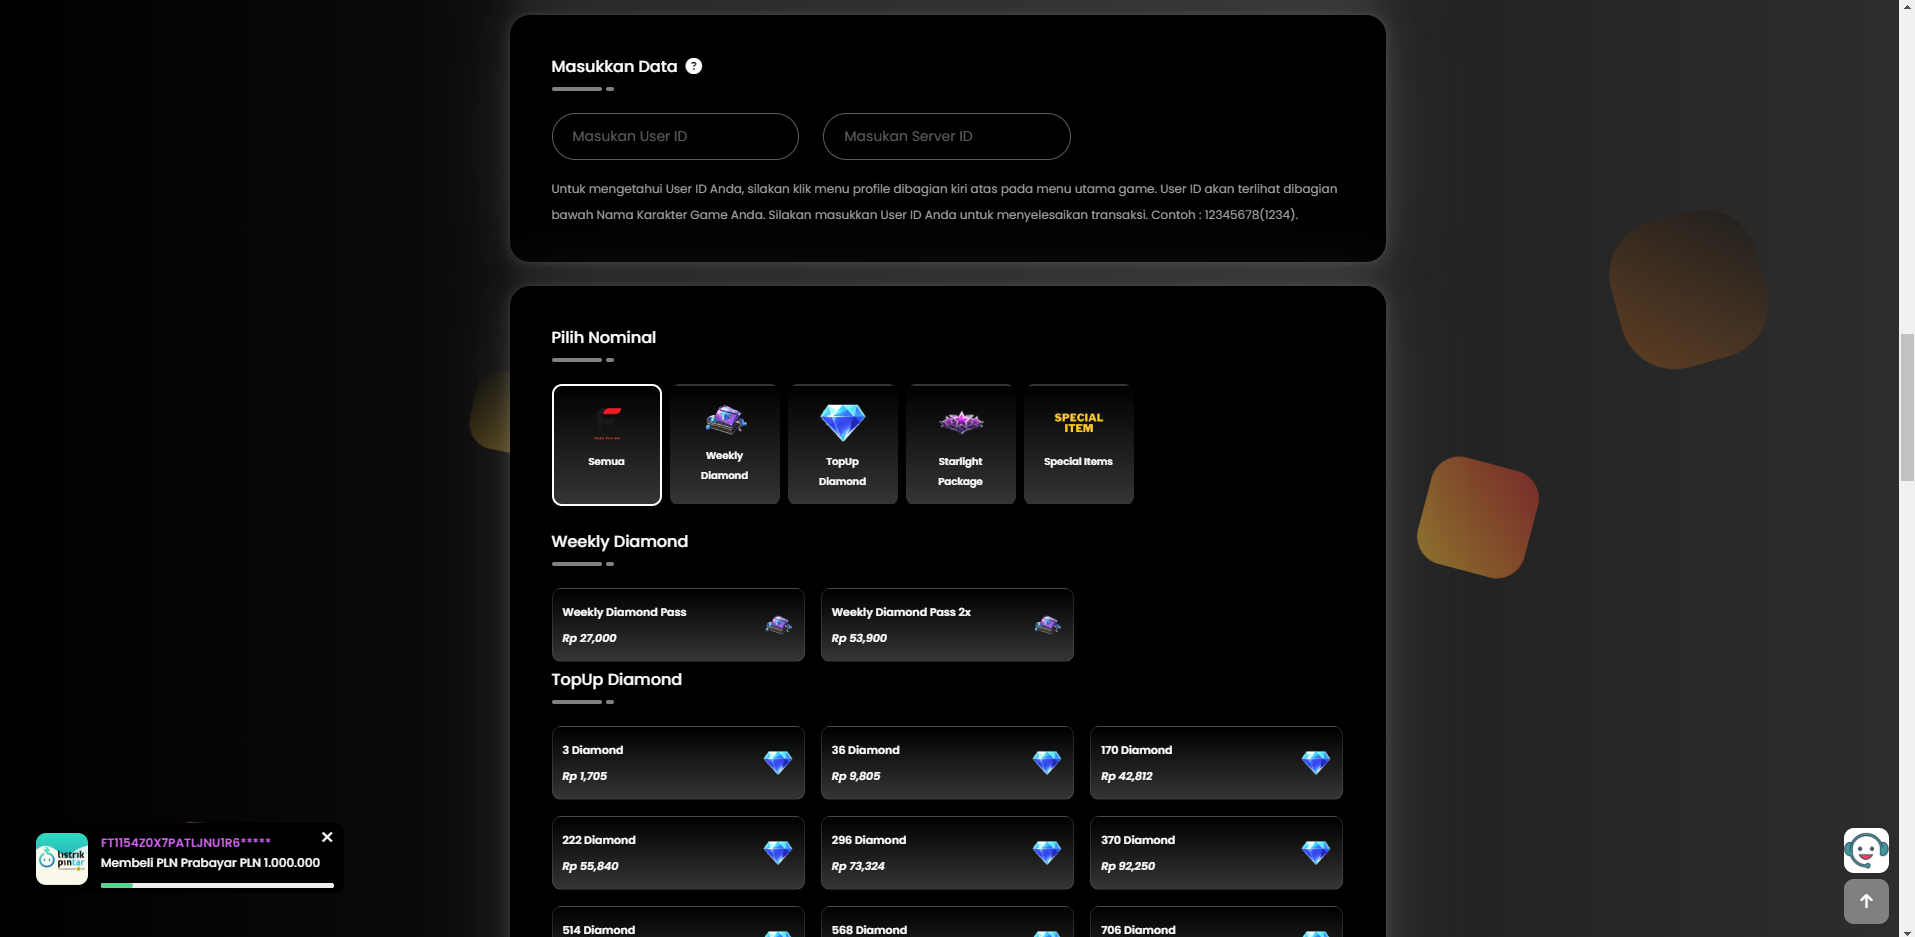 Masukkan Data ?
Masukan User ID
Masukan Server ID
Untuk mengetahui User ID Anda, silakan klik menu profile dibagian kiri atas pada menu utama game. User ID akan terlihat dibagian
bawah Nama Karakter Game Anda. Silakan masukkan User ID Anda untuk menyelesaikan transaksi. Contoh : 12345678(1234).
Pilih Nominal
Semua
Weekly
Diamond
TopUp
Diamond
Starlight
Package
SPECIAL
ITEM
Special Items
Weekly Diamond
Weekly Diamond Pass
Rp 27,000
Weekly Diamond Pass 2x
Rp 53,900
TopUp Diamond
3 Diamond
Rp 1,705
36 Diamond
Rp 9,805
170 Diamond
Rp 42,812
222 Diamond
Rp 55,840
296 Diamond
Rp 73,324
370 Diamond
Rp 92,250
514 Diamond
568 Diamond
706 Diamond
listrik
pintar
FT1154Z0X7PATLJNU1R6*****
Membeli PLN Prabayar PLN 1.000.000